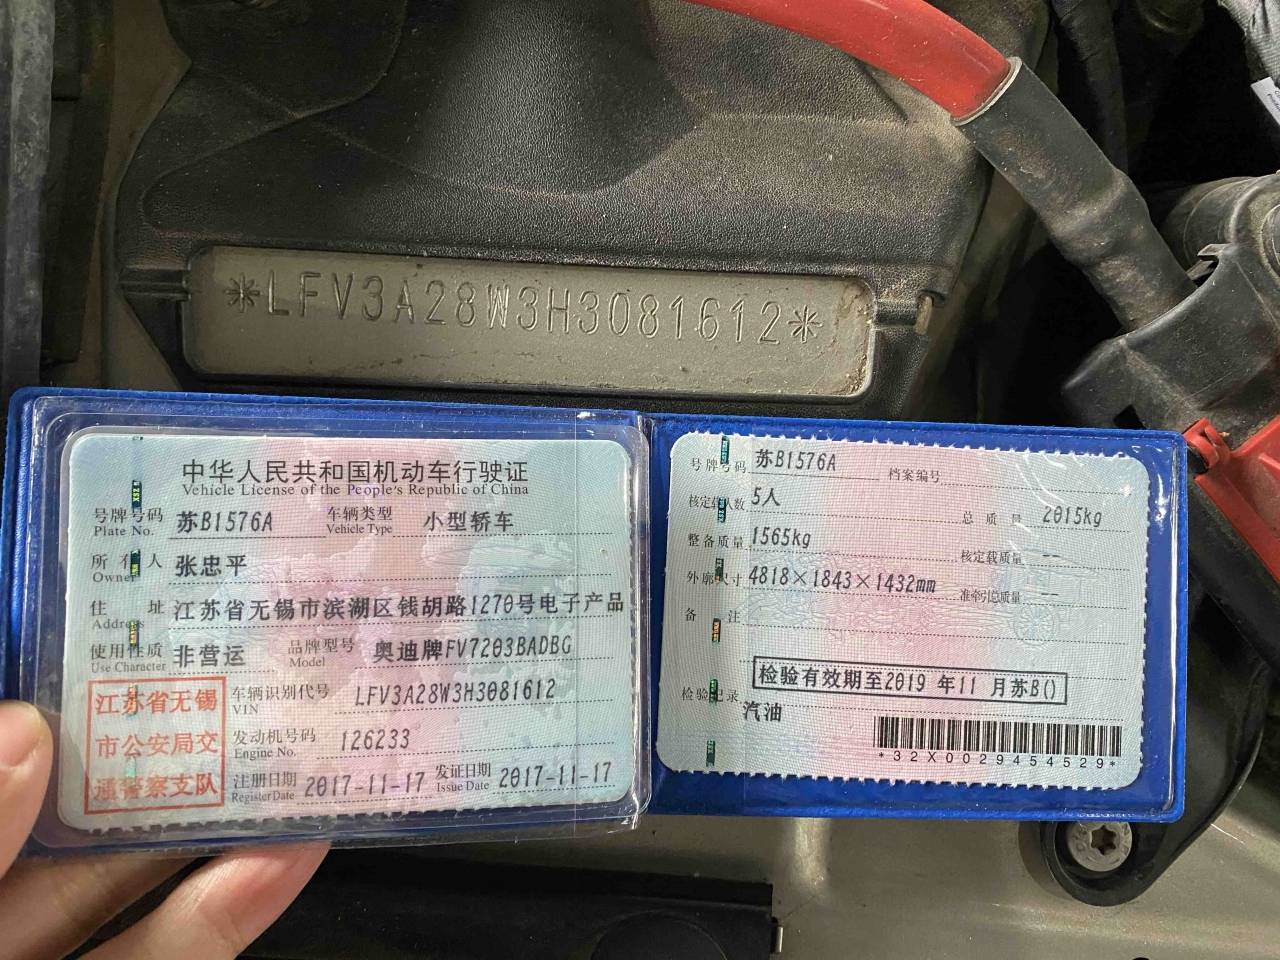 *LFV3A28W3H3081612*
中华人民共和国机动车行驶证
Vehicle License of the People's Republic of China
号牌号码 苏B1576A 车辆类型 小型轿车
Plate No. Vehicle Type
所有人 张忠平
Owner
住址 江苏省无锡市滨湖区钱胡路1270号电子产品
Address
使用性质 非营运 品牌型号 奥迪牌FV7203BADBG
Use Character Model
江苏省无锡
市公安局交
通警察支队
车辆识别代号 LFV3A28W3H3081612
VIN
发动机号码 126233
Engine No.
注册日期 2017-11-17 发证日期 2017-11-17
Register Date Issue Date
号牌号码 苏B1576A 档案编号
核定载人数 5人 总质量 2015kg
整备质量 1565kg 核定载质量 --
外廓尺寸 4818×1843×1432mm 准牵引总质量 --
备注
检验有效期至2019年11月苏B()
检验记录
汽油
*32X0029454529*